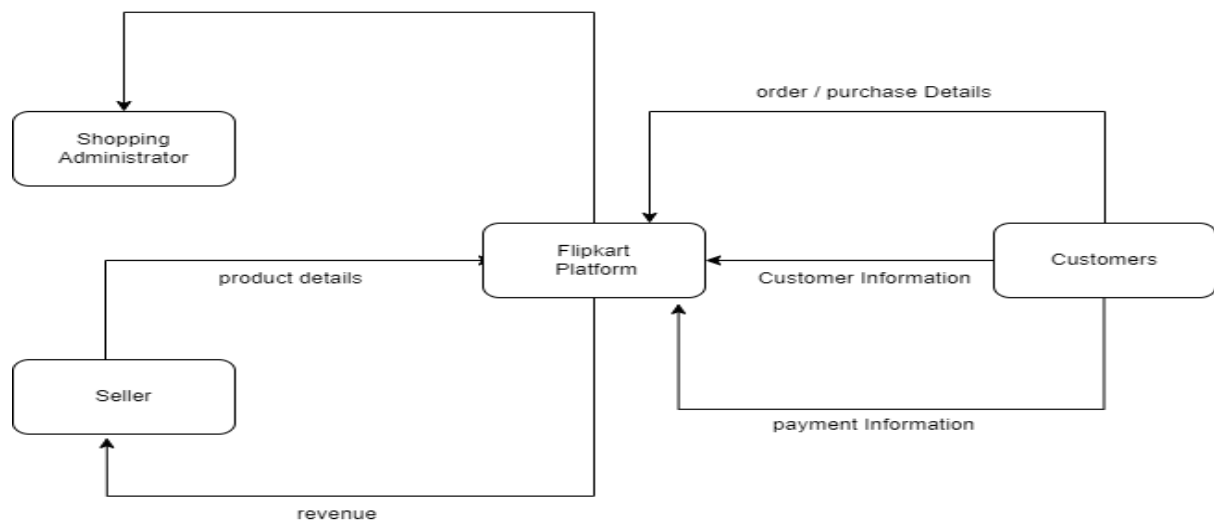 order / purchase Details
Shopping
Administrator
Flipkart
Platform
Customers
product details
Customer Information
Seller
payment Information
revenue